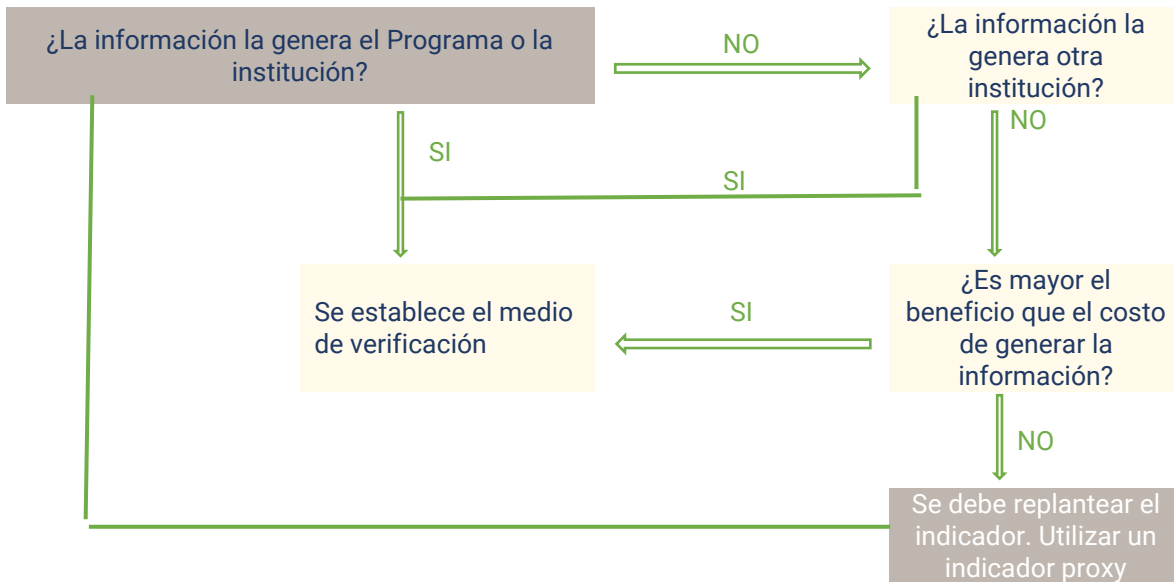 ¿La información la genera el Programa o la
institución?
NO
¿La información la
genera otra
institución?
SI
SI
NO
Se establece el medio
de verificación
SI
¿Es mayor el
beneficio que el costo
de generar la
información?
NO
Se debe replantear el
indicador. Utilizar un
indicador proxy